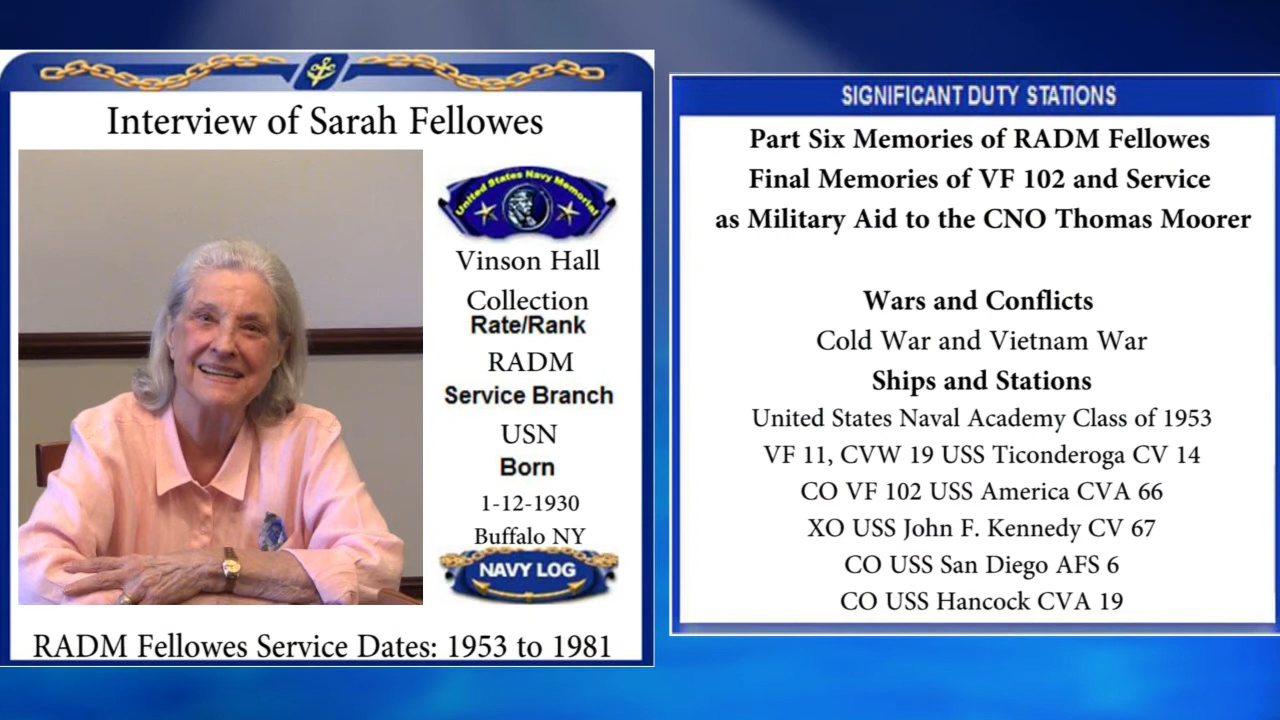 Interview of Sarah Fellowes
United States Navy Memorial
Vinson Hall
Collection
Rate/Rank
RADM
Service Branch
USN
Born
1-12-1930
Buffalo NY
NAVY LOG
RADM Fellowes Service Dates: 1953 to 1981
SIGNIFICANT DUTY STATIONS
Part Six Memories of RADM Fellowes
Final Memories of VF 102 and Service
as Military Aid to the CNO Thomas Moorer
Wars and Conflicts
Cold War and Vietnam War
Ships and Stations
United States Naval Academy Class of 1953
VF 11, CVW 19 USS Ticonderoga CV 14
CO VF 102 USS America CVA 66
XO USS John F. Kennedy CV 67
CO USS San Diego AFS 6
CO USS Hancock CVA 19